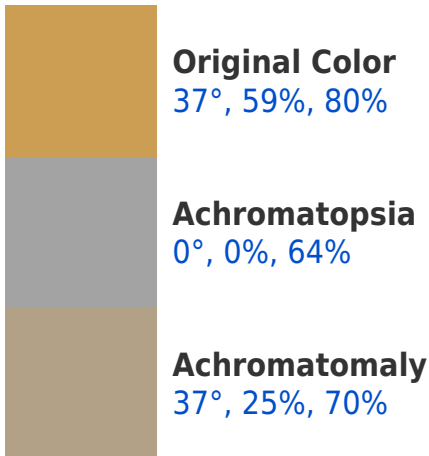 Original Color
37°, 59%, 80%
Achromatopsia
0°, 0%, 64%
Achromatomaly
37°, 25%, 70%